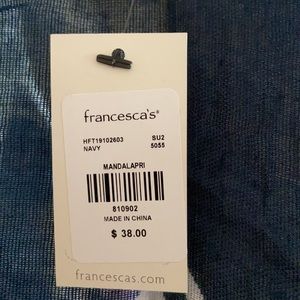 francesca's®
HFT19102603 SU2
NAVY 5055
MANDALAPRI
810902
MADE IN CHINA
$ 38.00
francescas.com